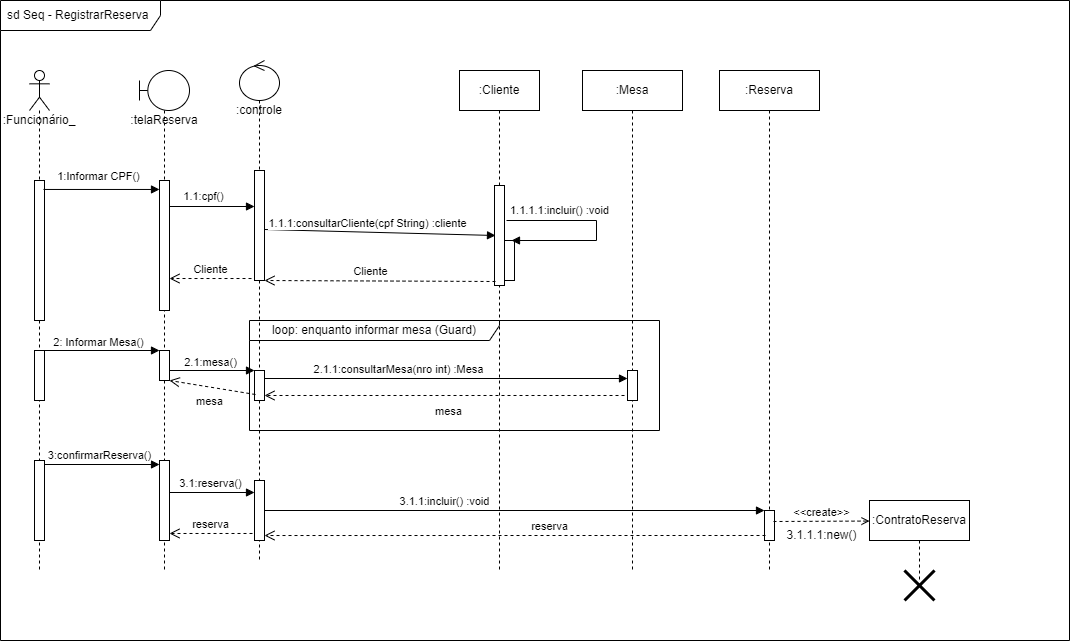 sd Seq - RegistrarReserva
:Funcionário_
:telaReserva
:controle
:Cliente
:Mesa
:Reserva
1:Informar CPF()
1.1:cpf()
1.1.1:consultarCliente(cpf String) :cliente
1.1.1.1:incluir() :void
Cliente
Cliente
loop: enquanto informar mesa (Guard)
2: Informar Mesa()
2.1:mesa()
2.1.1:consultarMesa(nro int) :Mesa
mesa
mesa
3:confirmarReserva()
3.1:reserva()
3.1.1:incluir() :void
<<create>>
:ContratoReserva
reserva
reserva
3.1.1.1:new()